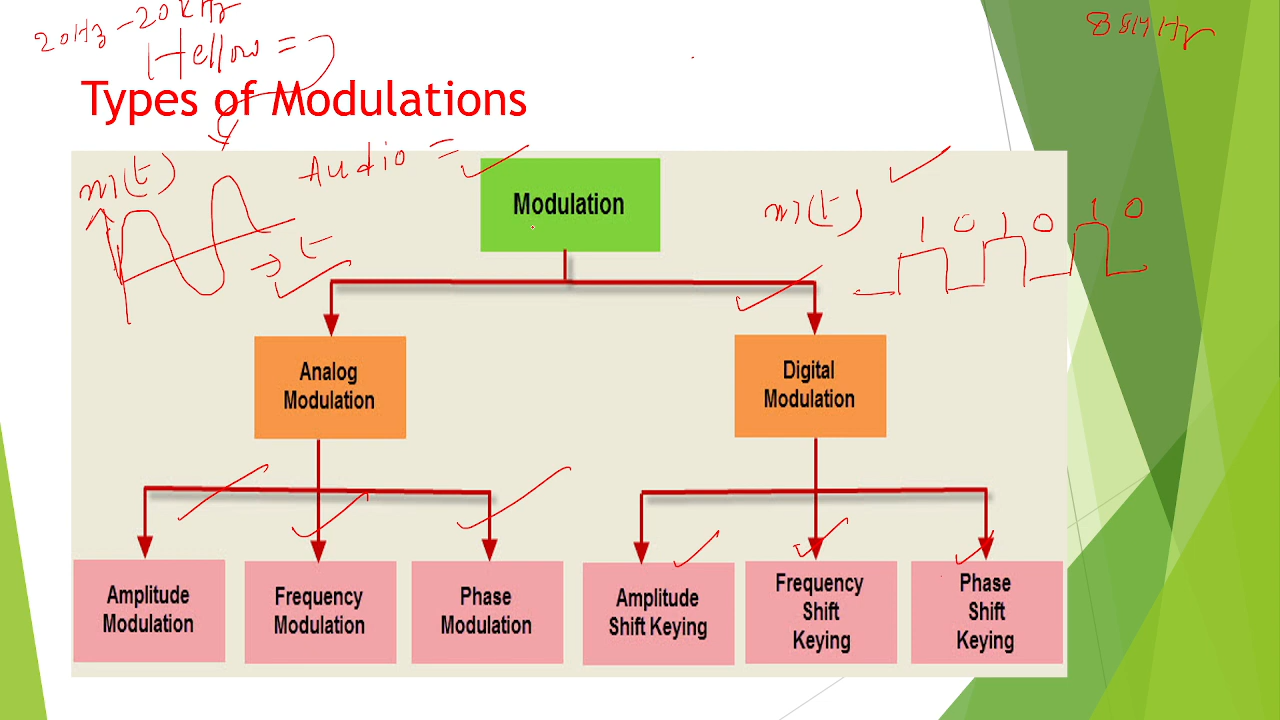 20Hz - 20KHz
Hellow =
Types of Modulations
m(t)
Audio =
t
Modulation
m(t)
1 0 1 0 1 0
Analog
Modulation
Digital
Modulation
Amplitude
Modulation
Frequency
Modulation
Phase
Modulation
Amplitude
Shift Keying
Frequency
Shift
Keying
Phase
Shift
Keying